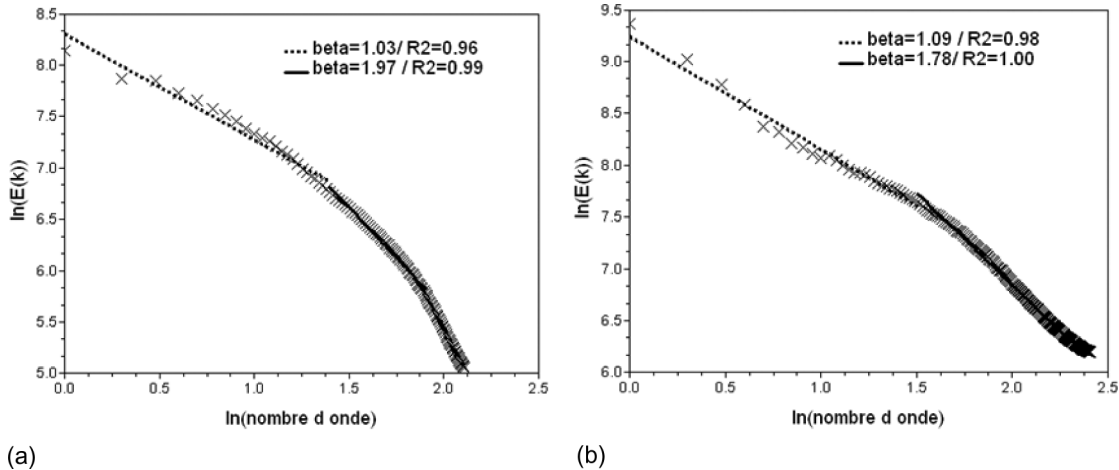 8.5
8.0
7.5
7.0
6.5
6.0
5.5
5.0
ln(E(k))
beta=1.03/ R2=0.96
beta=1.97 / R2=0.99
0.0 0.5 1.0 1.5 2.0 2.5
ln(nombre d onde)
(a)
9.5
9.0
8.5
8.0
7.5
7.0
6.5
6.0
ln(E(k))
beta=1.09 / R2=0.98
beta=1.78/ R2=1.00
0.0 0.5 1.0 1.5 2.0 2.5
ln(nombre d onde)
(b)